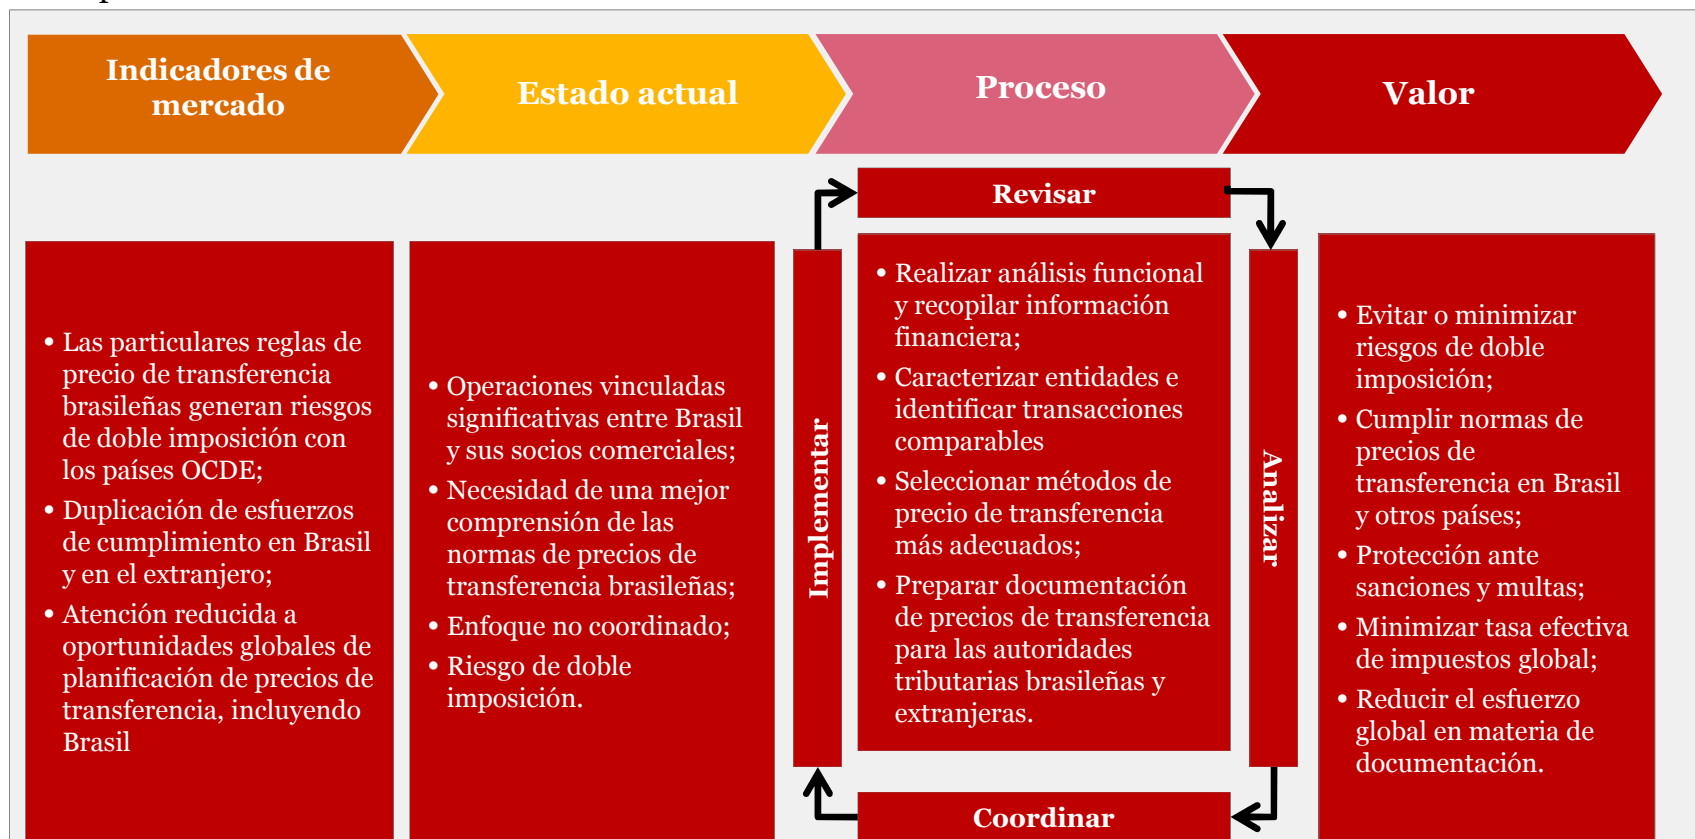 Indicadores de
mercado
Estado actual
Proceso
Valor
• Las particulares reglas de
precio de transferencia
brasileñas generan riesgos
de doble imposición con
los países OCDE;
• Duplicación de esfuerzos
de cumplimiento en Brasil
y en el extranjero;
• Atención reducida a
oportunidades globales de
planificación de precios de
transferencia, incluyendo
Brasil
• Operaciones vinculadas
significativas entre Brasil
y sus socios comerciales;
• Necesidad de una mejor
comprensión de las
normas de precios de
transferencia brasileñas;
• Enfoque no coordinado;
• Riesgo de doble
imposición.
Implementar
Revisar
• Realizar análisis funcional
y recopilar información
financiera;
• Caracterizar entidades e
identificar transacciones
comparables
• Seleccionar métodos de
precio de transferencia
más adecuados;
• Preparar documentación
de precios de transferencia
para las autoridades
tributarias brasileñas y
extranjeras.
Coordinar
Analizar
• Evitar o minimizar
riesgos de doble
imposición;
• Cumplir normas de
precios de
transferencia en Brasil
y otros países;
• Protección ante
sanciones y multas;
• Minimizar tasa efectiva
de impuestos global;
• Reducir el esfuerzo
global en materia de
documentación.